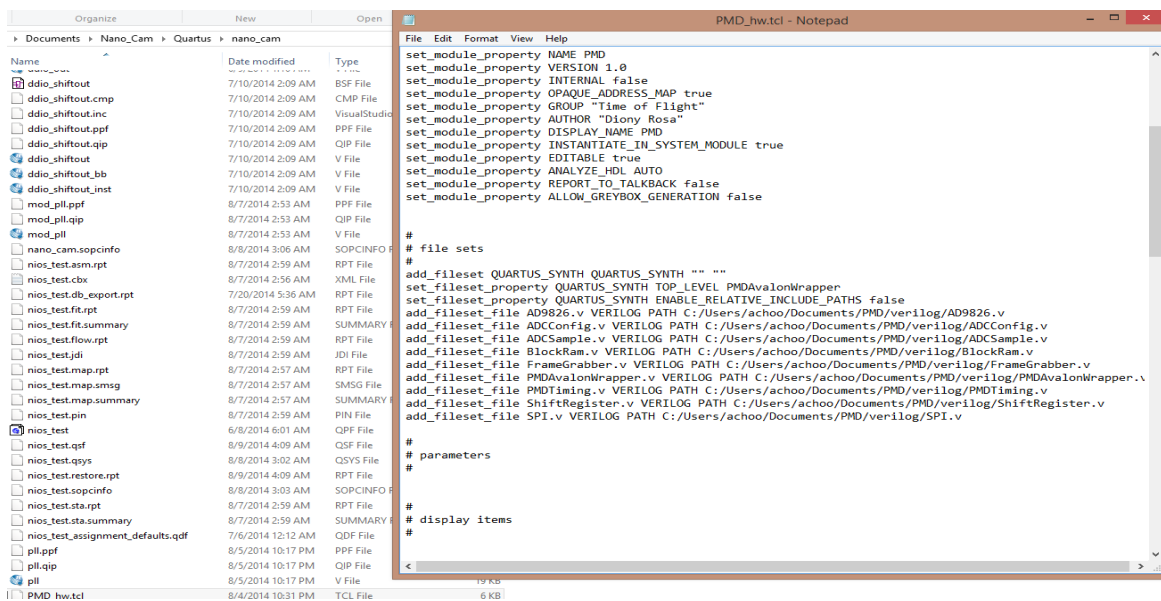 Organize New Open
Documents Nano_Cam Quartus nano_cam
Name Date modified Type
ddio_shiftout 7/10/2014 2:09 AM BSF File
ddio_shiftout.cmp 7/10/2014 2:09 AM CMP File
ddio_shiftout.inc 7/10/2014 2:09 AM VisualStudio
ddio_shiftout.ppf 7/10/2014 2:09 AM PPF File
ddio_shiftout.qip 7/10/2014 2:09 AM QIP File
ddio_shiftout 7/10/2014 2:09 AM V File
ddio_shiftout_bb 7/10/2014 2:09 AM V File
ddio_shiftout_inst 7/10/2014 2:09 AM V File
mod_pll.ppf 8/7/2014 2:53 AM PPF File
mod_pll.qip 8/7/2014 2:53 AM QIP File
mod_pll 8/7/2014 2:53 AM V File
nano_cam.sopcinfo 8/8/2014 3:06 AM SOPCINFO F
nios_test.asm.rpt 8/7/2014 2:59 AM RPT File
nios_test.cbx 8/7/2014 2:56 AM XML File
nios_test.db_export.rpt 7/20/2014 5:36 AM RPT File
nios_test.fit.rpt 8/7/2014 2:59 AM RPT File
nios_test.fit.summary 8/7/2014 2:59 AM SUMMARY F
nios_test.flow.rpt 8/7/2014 2:59 AM RPT File
nios_test.jdi 8/7/2014 2:59 AM JDI File
nios_test.map.rpt 8/7/2014 2:57 AM RPT File
nios_test.map.smsg 8/7/2014 2:57 AM SMSG File
nios_test.map.summary 8/7/2014 2:57 AM SUMMARY F
nios_test.pin 8/7/2014 2:59 AM PIN File
nios_test 6/8/2014 6:01 AM QPF File
nios_test.qsf 8/9/2014 4:09 AM QSF File
nios_test.qsys 8/8/2014 3:02 AM QSYS File
nios_test.restore.rpt 8/9/2014 4:09 AM RPT File
nios_test.sopcinfo 8/8/2014 3:03 AM SOPCINFO F
nios_test.sta.rpt 8/7/2014 2:59 AM RPT File
nios_test.sta.summary 8/7/2014 2:59 AM SUMMARY F
nios_test_assignment_defaults.qdf 7/6/2014 12:12 AM QDF File
pll.ppf 8/5/2014 10:17 PM PPF File
pll.qip 8/5/2014 10:17 PM QIP File
pll 8/5/2014 10:17 PM V File 19 KB
PMD_hw.tcl 8/4/2014 10:31 PM TCL File 6 KB
PMD_hw.tcl - Notepad
File Edit Format View Help
set_module_property NAME PMD
set_module_property VERSION 1.0
set_module_property INTERNAL false
set_module_property OPAQUE_ADDRESS_MAP true
set_module_property GROUP "Time of Flight"
set_module_property AUTHOR "Diony Rosa"
set_module_property DISPLAY_NAME PMD
set_module_property INSTANTIATE_IN_SYSTEM_MODULE true
set_module_property EDITABLE true
set_module_property ANALYZE_HDL AUTO
set_module_property REPORT_TO_TALKBACK false
set_module_property ALLOW_GREYBOX_GENERATION false
#
# file sets
#
add_fileset QUARTUS_SYNTH QUARTUS_SYNTH "" ""
set_fileset_property QUARTUS_SYNTH TOP_LEVEL PMDAvalonWrapper
set_fileset_property QUARTUS_SYNTH ENABLE_RELATIVE_INCLUDE_PATHS false
add_fileset_file AD9826.v VERILOG PATH C:/Users/achoo/Documents/PMD/verilog/AD9826.v
add_fileset_file ADCConfig.v VERILOG PATH C:/Users/achoo/Documents/PMD/verilog/ADCConfig.v
add_fileset_file ADCSample.v VERILOG PATH C:/Users/achoo/Documents/PMD/verilog/ADCSample.v
add_fileset_file BlockRam.v VERILOG PATH C:/Users/achoo/Documents/PMD/verilog/BlockRam.v
add_fileset_file FrameGrabber.v VERILOG PATH C:/Users/achoo/Documents/PMD/verilog/FrameGrabber.v
add_fileset_file PMDAvalonWrapper.v VERILOG PATH C:/Users/achoo/Documents/PMD/verilog/PMDAvalonWrapper.v
add_fileset_file PMDTiming.v VERILOG PATH C:/Users/achoo/Documents/PMD/verilog/PMDTiming.v
add_fileset_file ShiftRegister.v VERILOG PATH C:/Users/achoo/Documents/PMD/verilog/ShiftRegister.v
add_fileset_file SPI.v VERILOG PATH C:/Users/achoo/Documents/PMD/verilog/SPI.v
#
# parameters
#
#
# display items
#